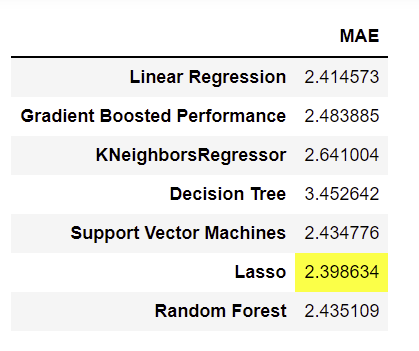 MAE
Linear Regression 2.414573
Gradient Boosted Performance 2.483885
KNeighborsRegressor 2.641004
Decision Tree 3.452642
Support Vector Machines 2.434776
Lasso 2.398634
Random Forest 2.435109